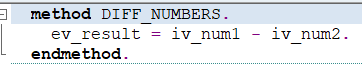 method DIFF_NUMBERS.
ev_result = iv_num1 - iv_num2.
endmethod.